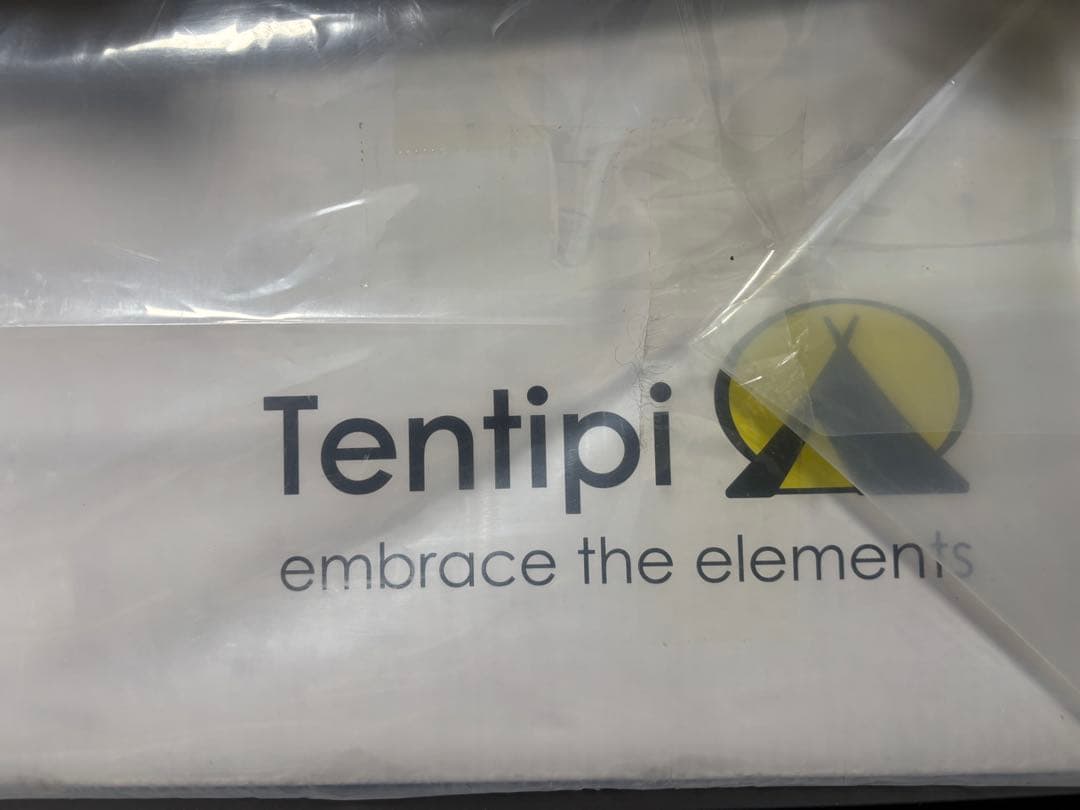 Tentipi
embrace the elements